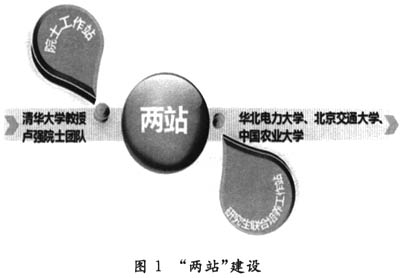 院士工作站
清华大学教授
卢强院士团队
两站
华北电力大学、北京交通大学、
中国农业大学
研究生联合培养工作站
图 1 “两站”建设